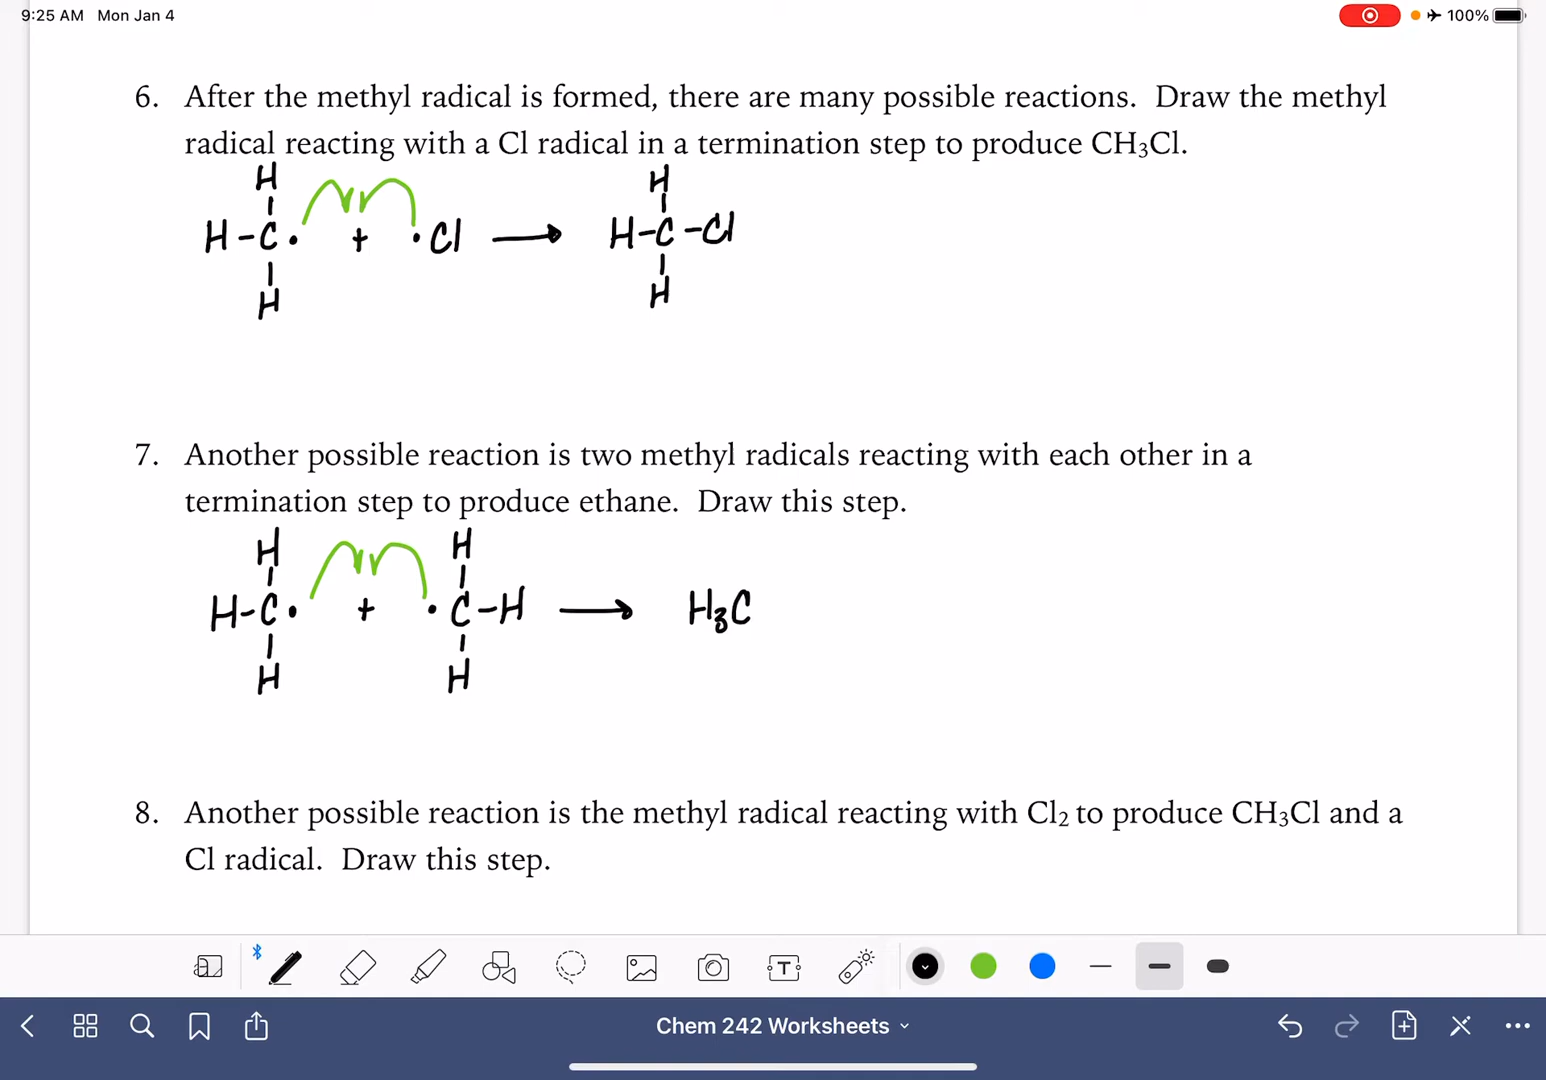 9:25 AM Mon Jan 4
100%
6. After the methyl radical is formed, there are many possible reactions. Draw the methyl
radical reacting with a Cl radical in a termination step to produce CH₃Cl.
H H
H-C· + ·Cl ⟶ H-C-Cl
H H
7. Another possible reaction is two methyl radicals reacting with each other in a
termination step to produce ethane. Draw this step.
H H
H-C· + ·C-H ⟶ H₃C
H H
8. Another possible reaction is the methyl radical reacting with Cl₂ to produce CH₃Cl and a
Cl radical. Draw this step.
a T
Chem 242 Worksheets